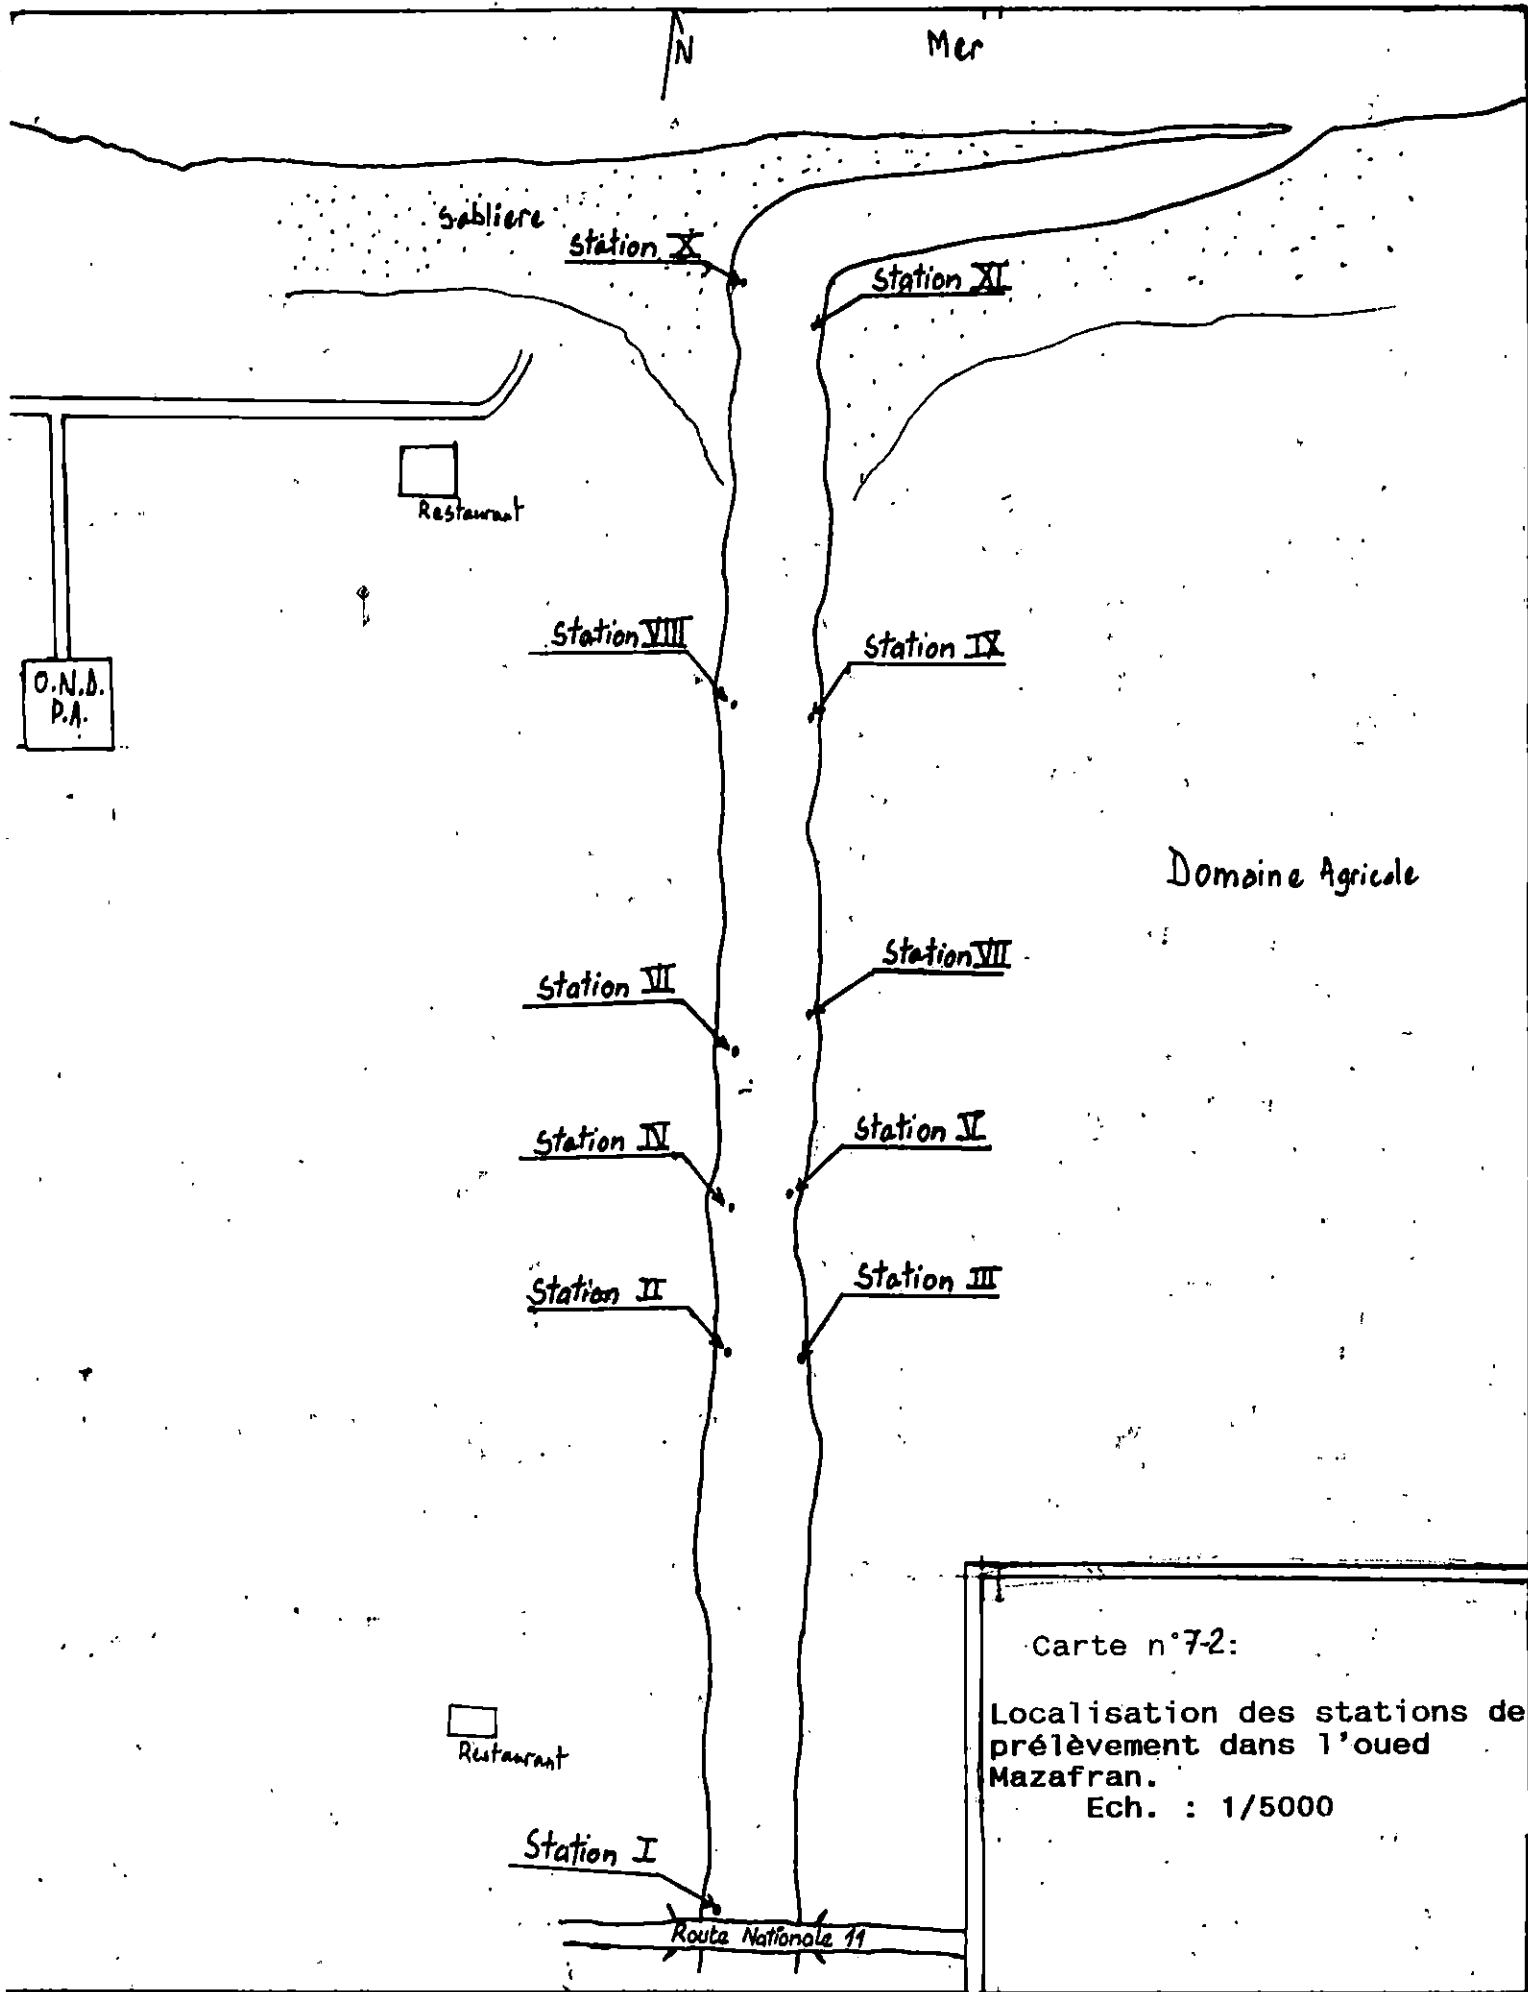 N
Mer
sabliere
Station X
Station XI
Restaurant
Station VIII
Station IX
O.N.D.
P.A.
Domaine Agricole
Station VII
Station VI
Station V
Station IV
Station III
Station II
Carte n°7-2:
Localisation des stations de
prélèvement dans l'oued
Mazafran.
Ech. : 1/5000
Restaurant
Station I
Route Nationale 11